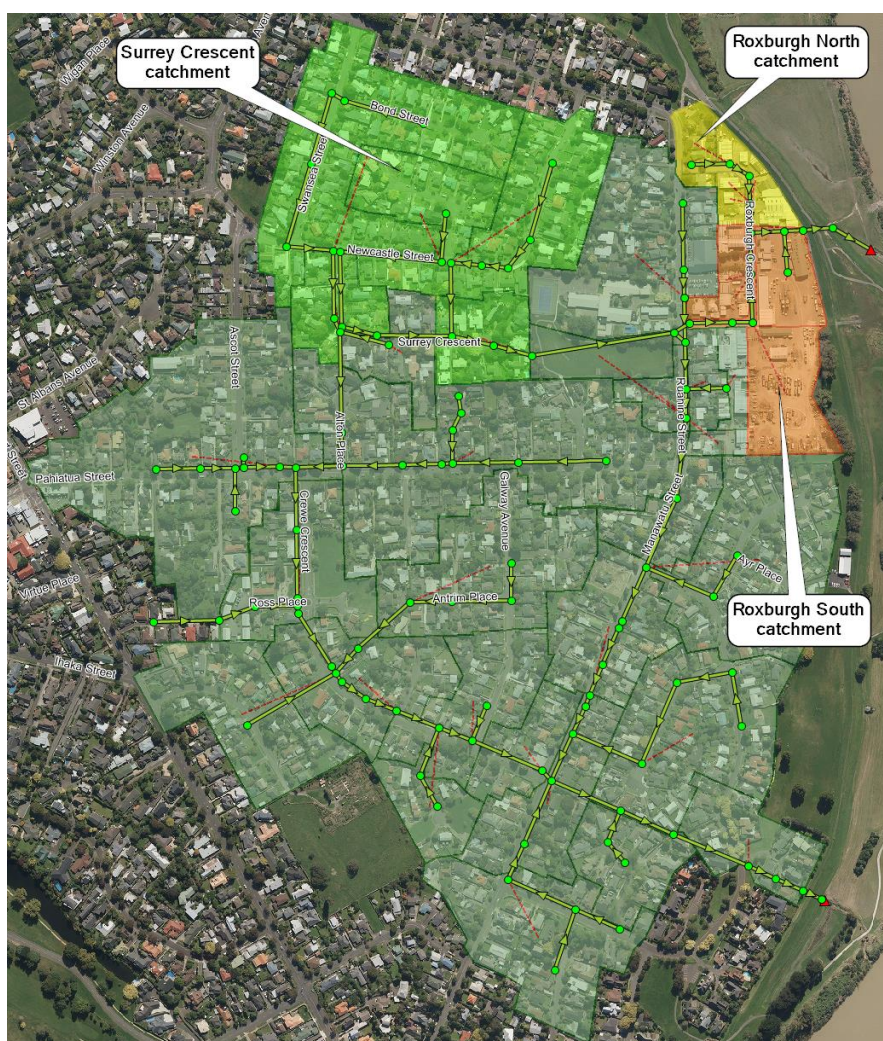 Surrey Crescent
catchment
Roxburgh North
catchment
Wigan Place
Winston Avenue
Bond Street
Swansea Street
Newcastle Street
Roxburgh Crescent
Surrey Crescent
Ascot Street
St Albans Avenue
Alton Place
Ruahine Street
Pahiatua Street
Crewe Crescent
Galway Avenue
Manawatu Street
Ayr Place
Virtue Place
Ross Place
Antrim Place
Roxburgh South
catchment
Ihaka Street